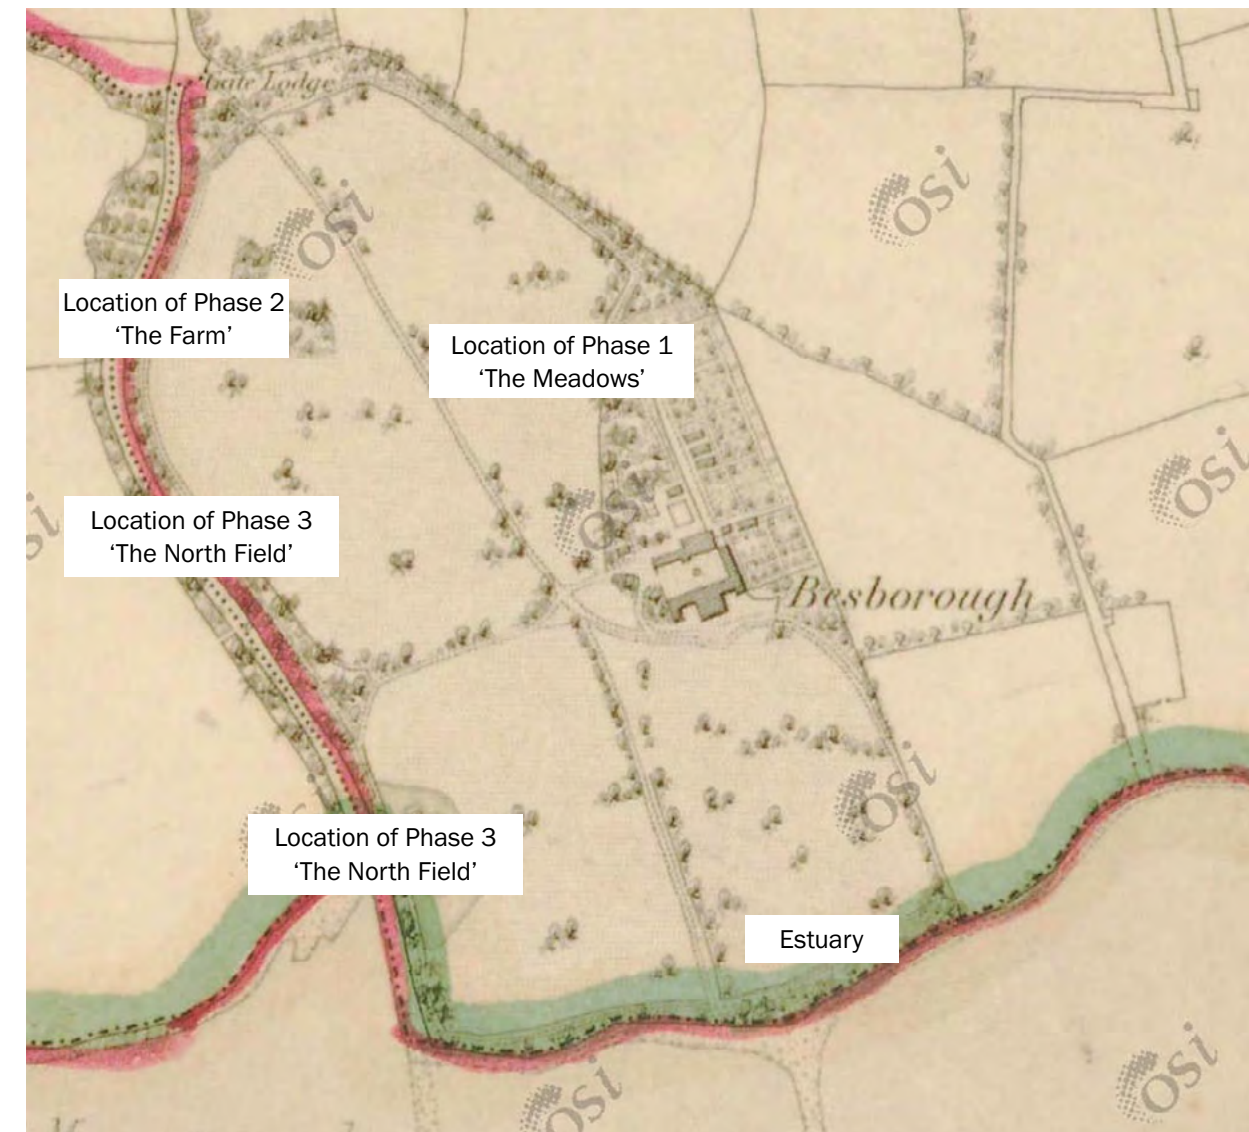 Gate Lodge
osi
osi
Location of Phase 2
‘The Farm’
Location of Phase 1
‘The Meadows’
osi
osi
osi
Location of Phase 3
‘The North Field’
Besborough
osi
Location of Phase 3
‘The North Field’
Estuary
osi
osi